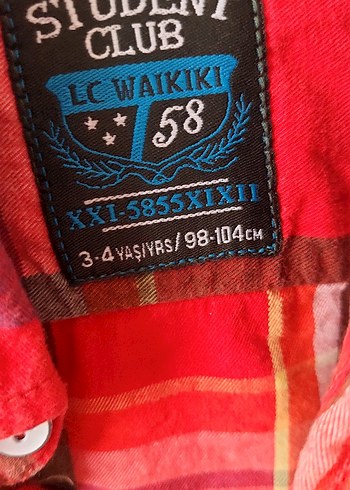 STUDENT
CLUB
LC WAIKIKI
58
XXI-5855XIXII
3-4 YAŞ/YRS/98-104CM